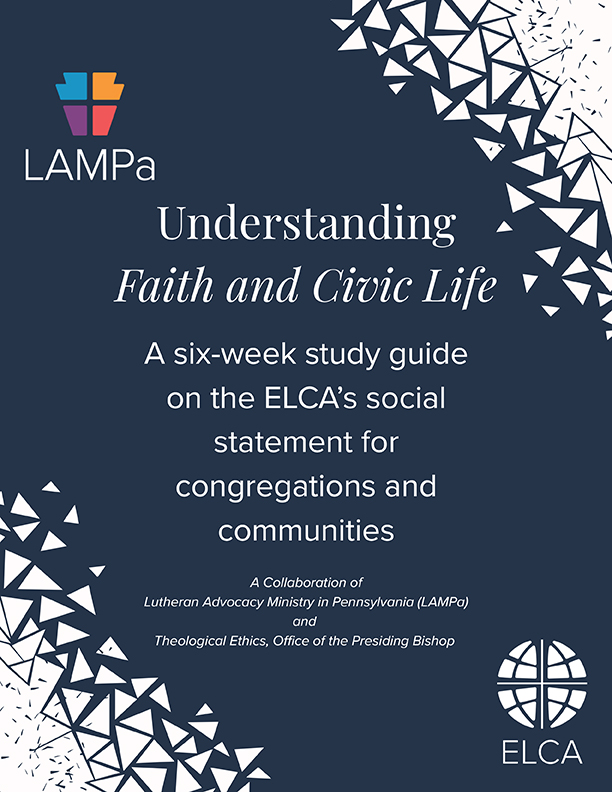 LAMPa
Understanding
Faith and Civic Life
A six-week study guide
on the ELCA's social
statement for
congregations and
communities
A Collaboration of
Lutheran Advocacy Ministry in Pennsylvania (LAMPa)
and
Theological Ethics, Office of the Presiding Bishop
ELCA